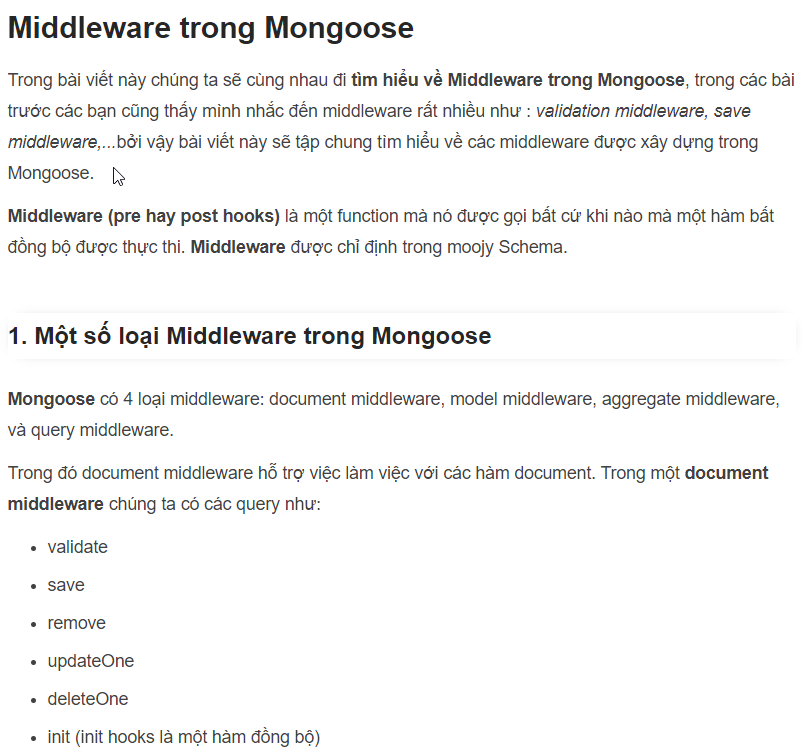 Middleware trong Mongoose
Trong bài viết này chúng ta sẽ cùng nhau đi tìm hiểu về Middleware trong Mongoose, trong các bài
trước các bạn cũng thấy mình nhắc đến middleware rất nhiều như : validation middleware, save
middleware,...bởi vậy bài viết này sẽ tập chung tìm hiểu về các middleware được xây dựng trong
Mongoose.
Middleware (pre hay post hooks) là một function mà nó được gọi bất cứ khi nào mà một hàm bất
đồng bộ được thực thi. Middleware được chỉ định trong moojy Schema.
1. Một số loại Middleware trong Mongoose
Mongoose có 4 loại middleware: document middleware, model middleware, aggregate middleware,
và query middleware.
Trong đó document middleware hỗ trợ việc làm việc với các hàm document. Trong một document
middleware chúng ta có các query như:
• validate
• save
• remove
• updateOne
• deleteOne
• init (init hooks là một hàm đồng bộ)